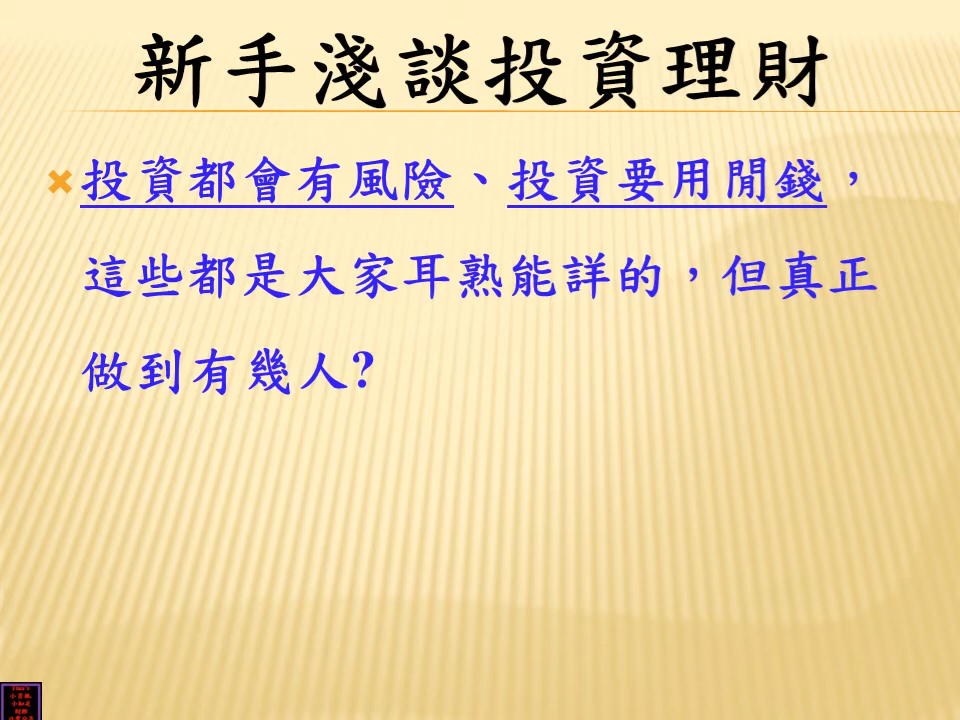 新手淺談投資理財
投資都會有風險、投資要用閒錢，
這些都是大家耳熟能詳的，但真正
做到有幾人?